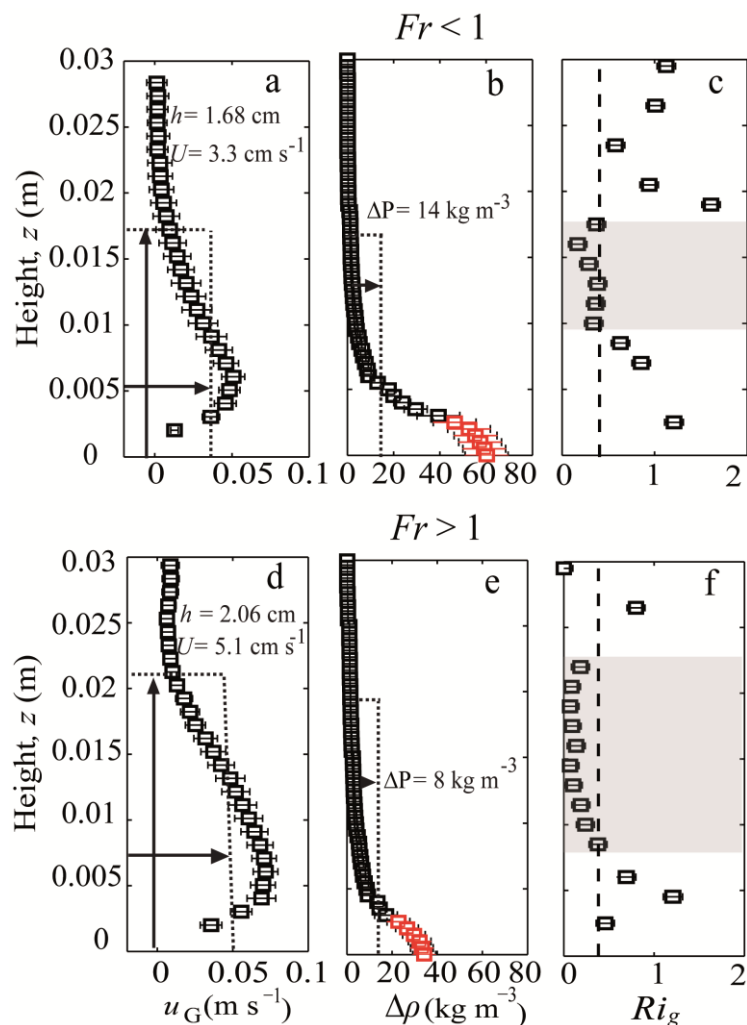 Fr < 1
0.03
0.025
0.02
0.015
0.01
0.005
0
Height, z (m)
a
h= 1.68 cm
U= 3.3 cm s⁻¹
0
0.05
0.1
b
ΔP= 14 kg m⁻³
0 20 40 60 80
c
0
1
2
Fr > 1
0.03
0.025
0.02
0.015
0.01
0.005
0
Height, z (m)
d
h = 2.06 cm
U= 5.1 cm s⁻¹
0
0.05
0.1
u_G(m s⁻¹)
e
ΔP= 8 kg m⁻³
0 20 40 60 80
Δρ (kg m⁻³)
f
0
1
2
Ri_g